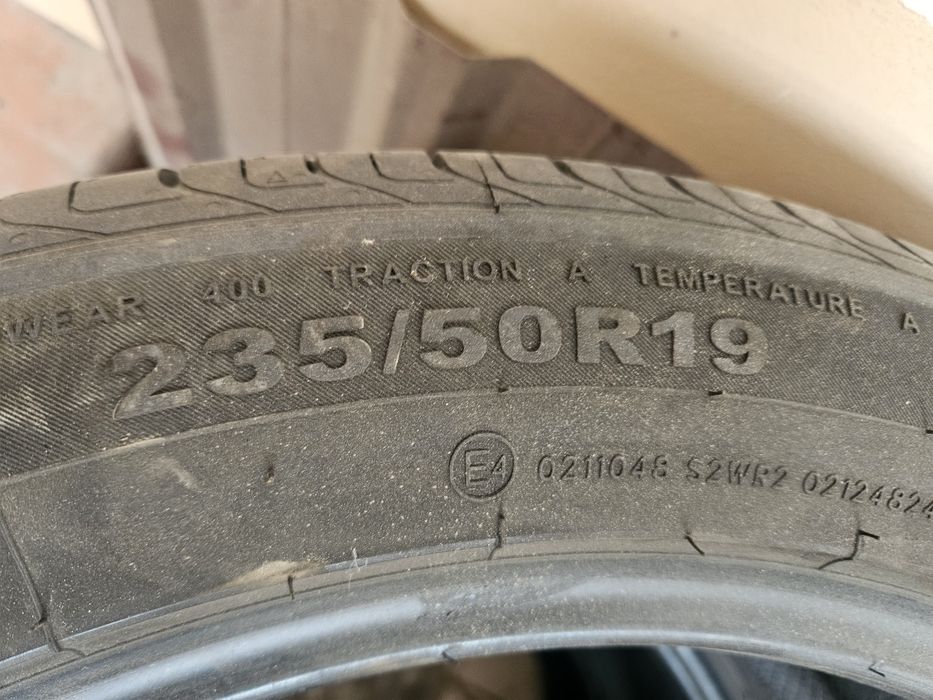 WEAR 400 TRACTION A TEMPERATURE A
235/50R19
E4 0211048 S2WR2 02124824